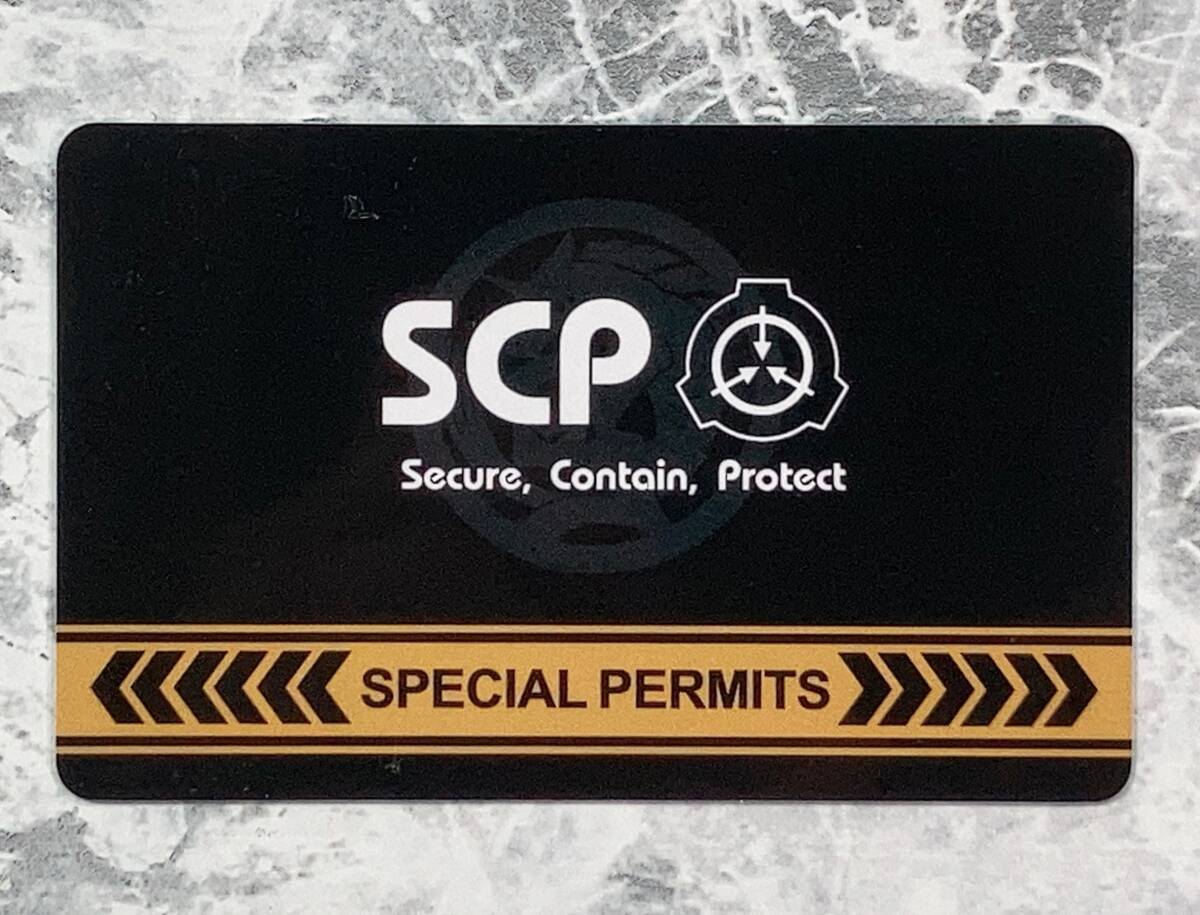 SCP
Secure, Contain, Protect
SPECIAL PERMITS